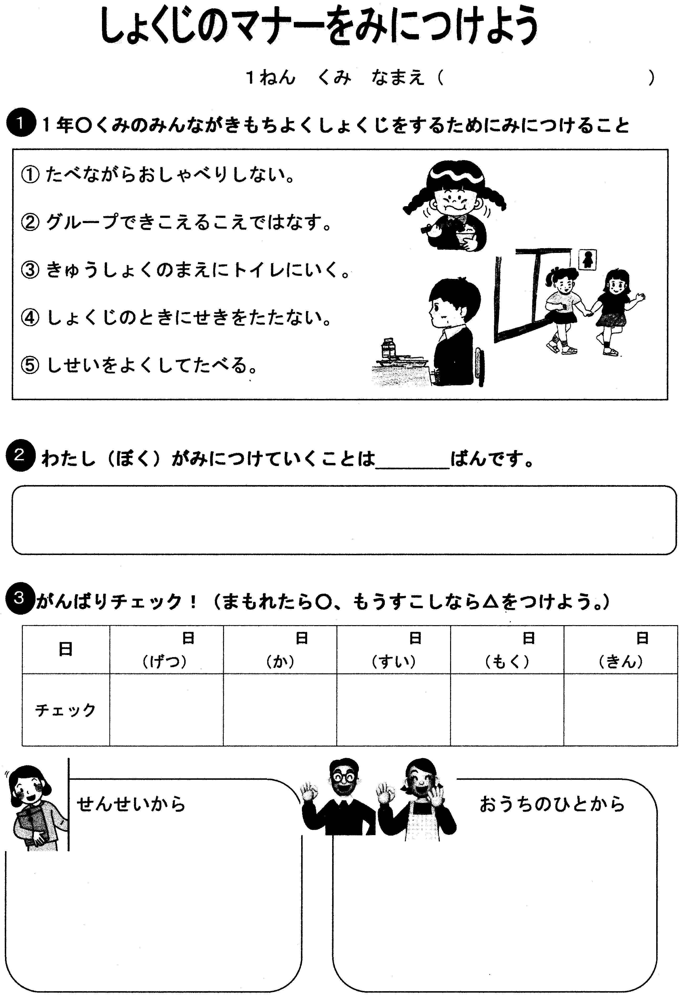 しょくじのマナーをみにつけよう
１ねん　くみ　なまえ（　　　　　　　　　　　）
1 １年〇くみのみんながきもちよくしょくじをするためにみにつけること
① たべながらおしゃべりしない。
② グループできこえるこえではなす。
③ きゅうしょくのまえにトイレにいく。
④ しょくじのときにせきをたたない。
⑤ しせいをよくしてたべる。
2 わたし（ぼく）がみにつけていくことは＿＿＿＿ばんです。
3 がんばりチェック！（まもれたら〇、もうすこしなら△をつけよう。）
日　日　日　日　日　日
（げつ）　（か）　（すい）　（もく）　（きん）
チェック
せんせいから　おうちのひとから